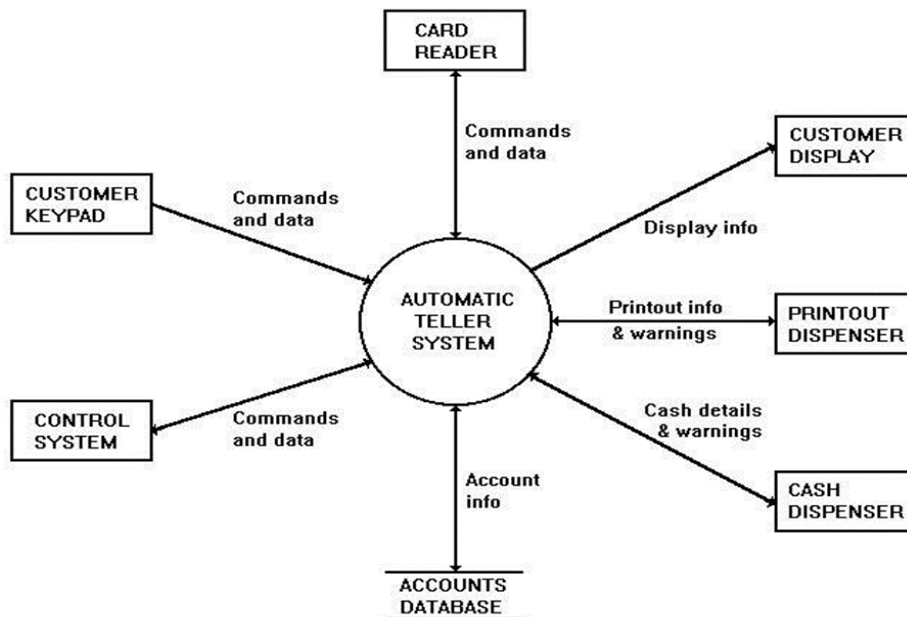 CARD
READER
Commands
and data
CUSTOMER
DISPLAY
CUSTOMER
KEYPAD
Commands
and data
Display info
AUTOMATIC
TELLER
SYSTEM
Printout info
& warnings
PRINTOUT
DISPENSER
CONTROL
SYSTEM
Commands
and data
Cash details
& warnings
Account
info
CASH
DISPENSER
ACCOUNTS
DATABASE